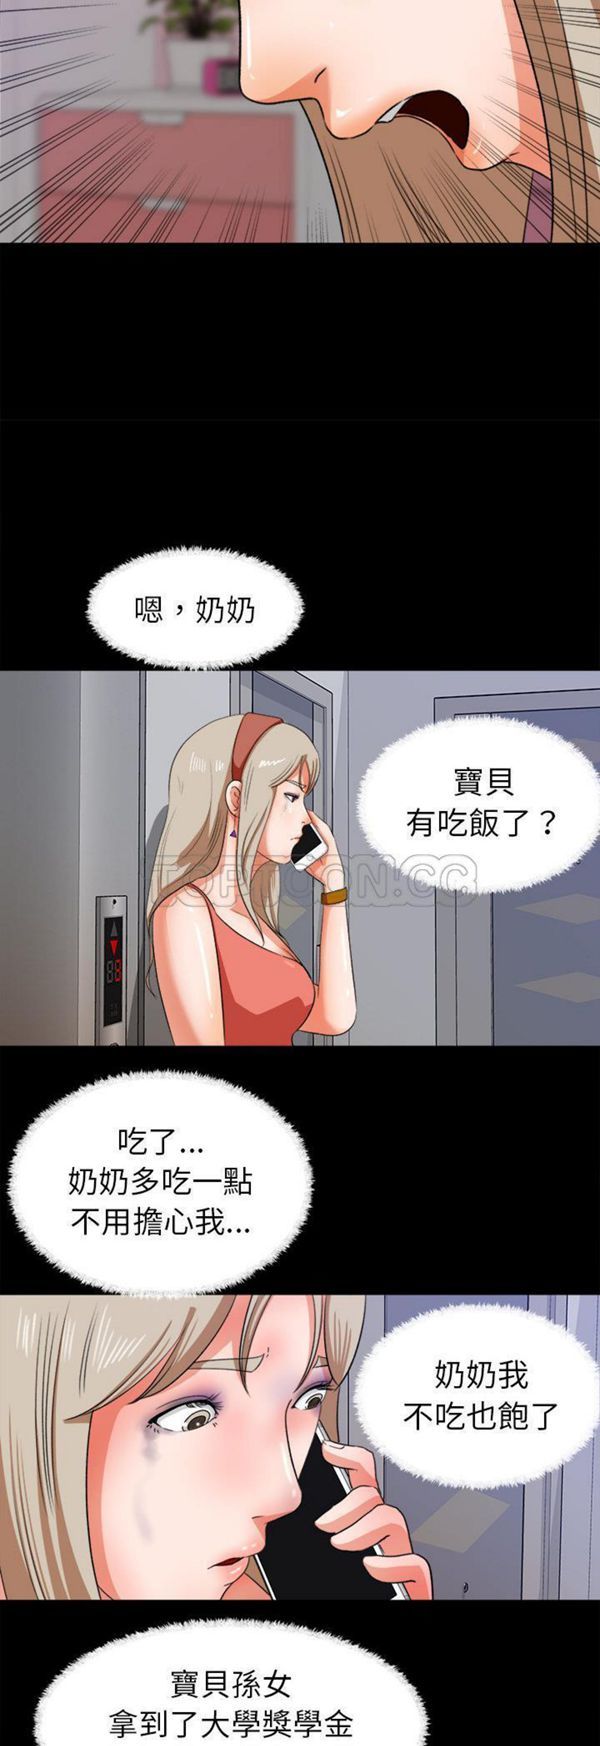 嗯，奶奶
寶貝
有吃飯了？
TOPTOON.CC
吃了...
奶奶多吃一點
不用擔心我...
奶奶我
不吃也飽了
寶貝孫女
拿到了大學獎學金